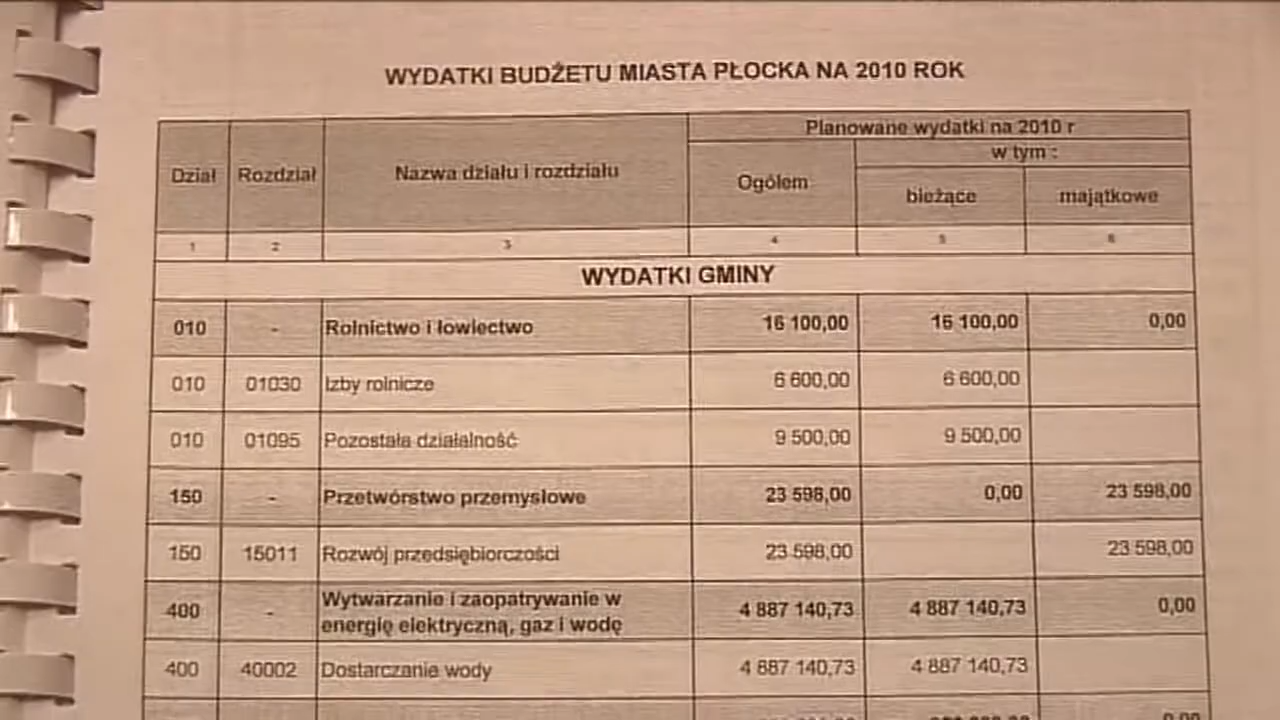 WYDATKI BUDŻETU MIASTA PŁOCKA NA 2010 ROK
Dział Rozdział Nazwa działu i rozdziału Planowane wydatki na 2010 r
w tym :
Ogółem bieżące majątkowe
1 2 3 4 5 6
WYDATKI GMINY
010 - Rolnictwo i łowiectwo 16 100,00 16 100,00 0,00
010 01030 Izby rolnicze 6 600,00 6 600,00
010 01095 Pozostała działalność 9 500,00 9 500,00
150 - Przetwórstwo przemysłowe 23 598,00 0,00 23 598,00
150 15011 Rozwój przedsiębiorczości 23 598,00 23 598,00
400 - Wytwarzanie i zaopatrywanie w
energię elektryczną, gaz i wodę 4 887 140,73 4 887 140,73 0,00
400 40002 Dostarczanie wody 4 887 140,73 4 887 140,73
0,00